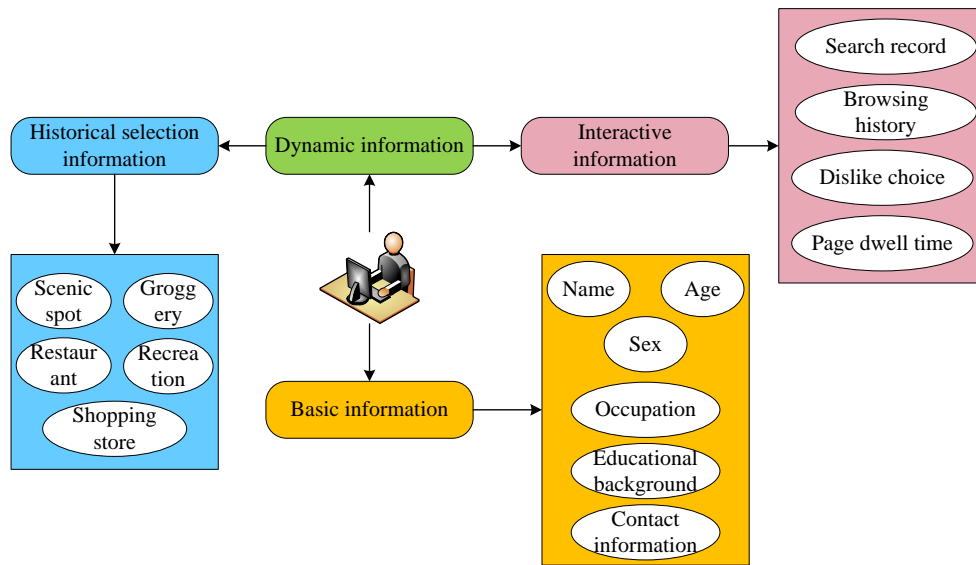 Historical selection
information
Dynamic information
Interactive
information
Search record
Browsing
history
Dislike choice
Page dwell time
Scenic
spot
Grogg
ery
Restaur
ant
Recrea
tion
Shopping
store
Basic information
Name
Age
Sex
Occupation
Educational
background
Contact
information